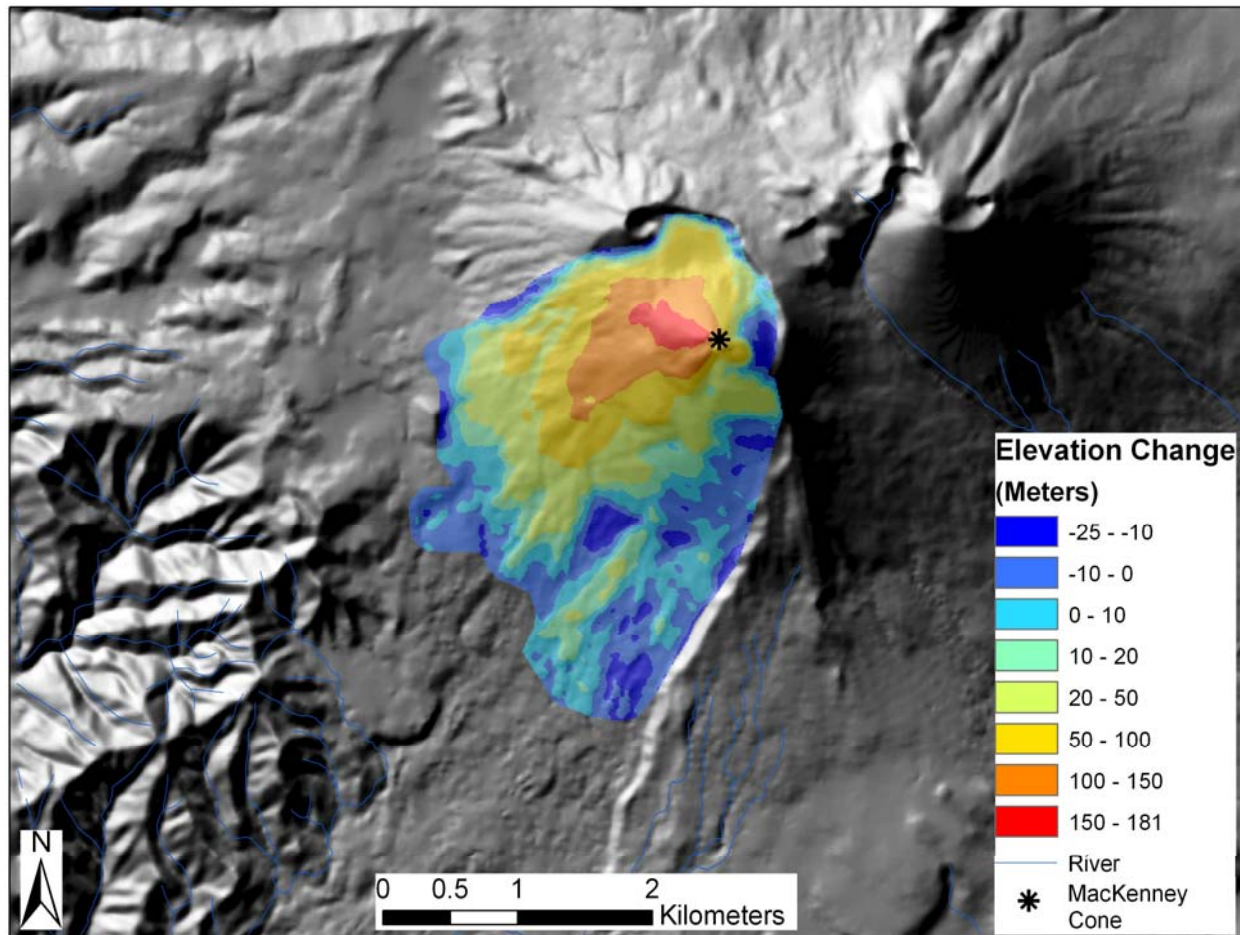 Elevation Change
(Meters)
-25 - -10
-10 - 0
0 - 10
10 - 20
20 - 50
50 - 100
100 - 150
150 - 181
River
MacKenney
Cone
N
0 0.5 1 2
Kilometers